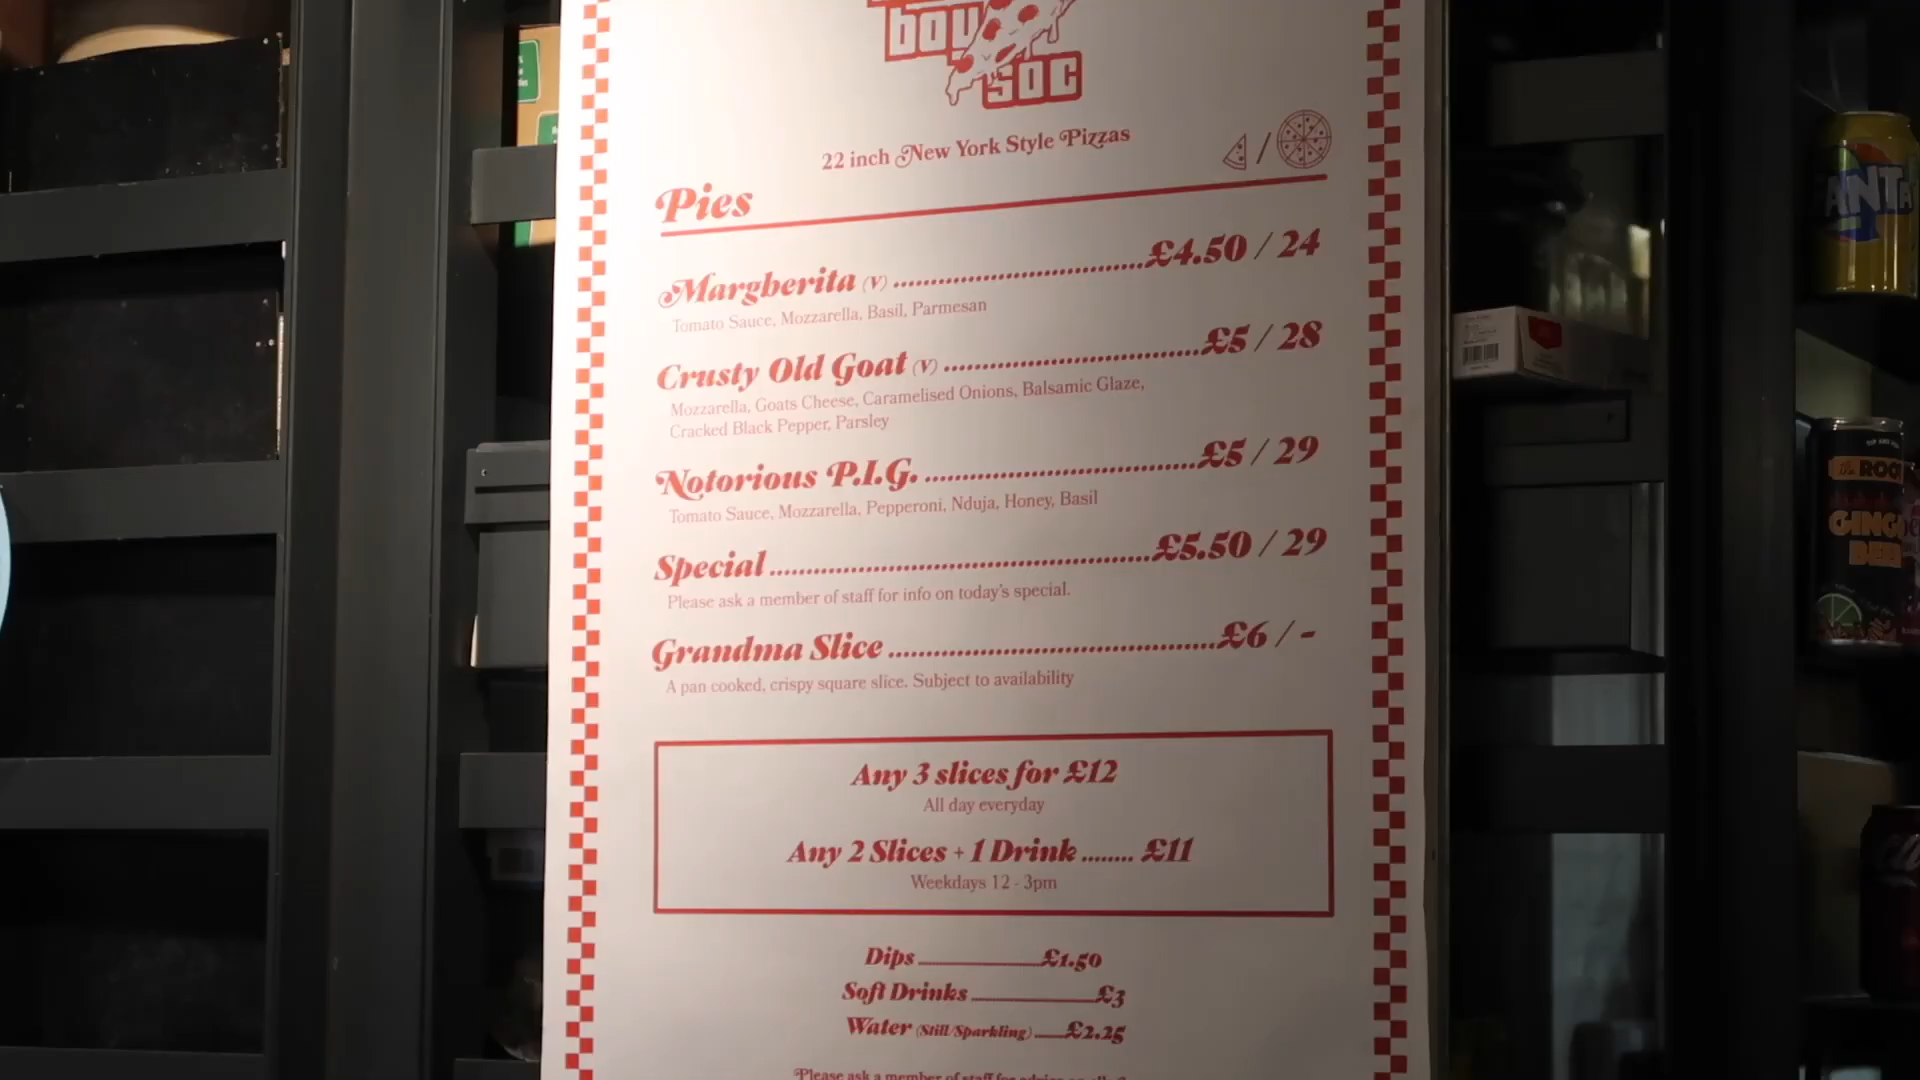 boy
SOC
22 inch New York Style Pizzas
Pies
Margherita (V) £4.50 / 24
Tomato Sauce, Mozzarella, Basil, Parmesan
Crusty Old Goat (V) £5 / 28
Mozzarella, Goats Cheese, Caramelised Onions, Balsamic Glaze,
Cracked Black Pepper, Parsley
Notorious P.I.G. £5 / 29
Tomato Sauce, Mozzarella, Pepperoni, Nduja, Honey, Basil
Special £5.50 / 29
Please ask a member of staff for info on today's special.
Grandma Slice £6 / -
A pan cooked, crispy square slice. Subject to availability
Any 3 slices for £12
All day everyday
Any 2 Slices + 1 Drink ........ £11
Weekdays 12 - 3pm
Dips £1.50
Soft Drinks £3
Water (Still/Sparkling) £2.25
Please ask a member of staff for
ANTA
the ROO
GING
BEE